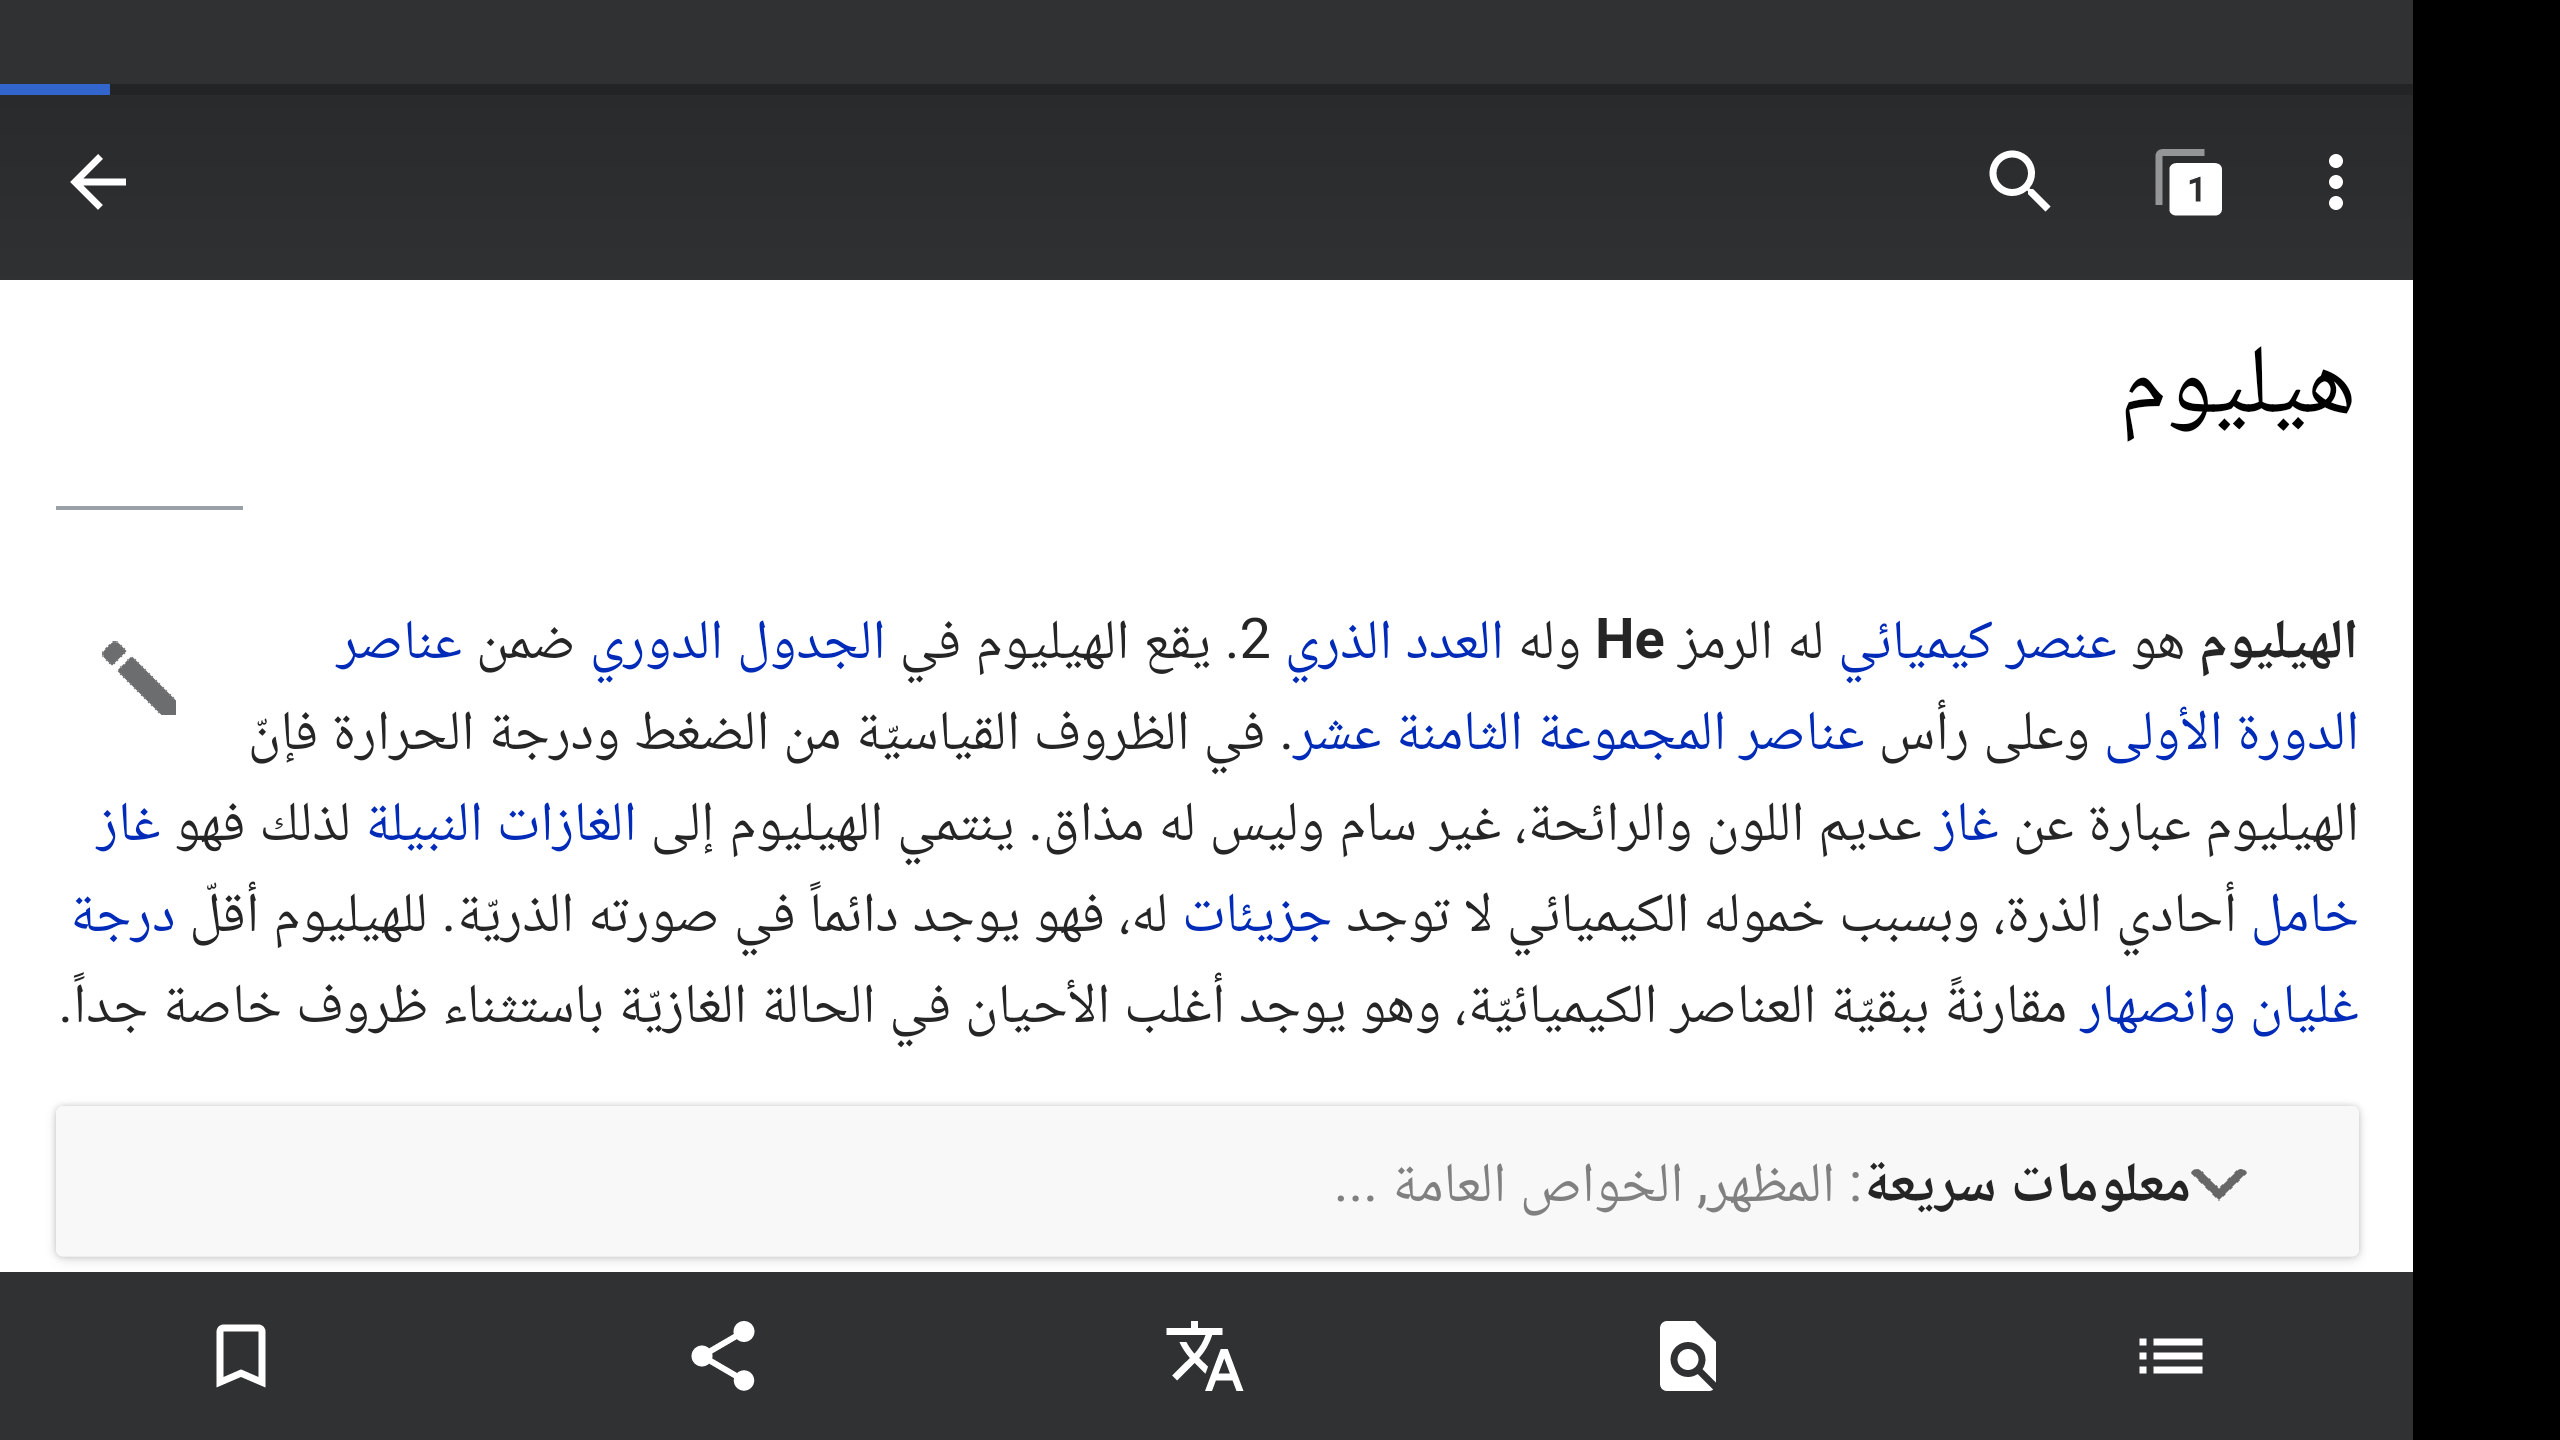 1
هيليوم
الهيليوم هو عنصر كيميائي له الرمز He وله العدد الذري 2. يقع الهيليوم في الجدول الدوري ضمن عناصر
الدورة الأولى وعلى رأس عناصر المجموعة الثامنة عشر. في الظروف القياسيّة من الضغط ودرجة الحرارة فإنّ
الهيليوم عبارة عن غاز عديم اللون والرائحة، غير سام وليس له مذاق. ينتمي الهيليوم إلى الغازات النبيلة لذلك فهو غاز
خامل أحادي الذرة، وبسبب خموله الكيميائي لا توجد جزيئات له، فهو يوجد دائماً في صورته الذريّة. للهيليوم أقلّ درجة
غليان وانصهار مقارنةً ببقيّة العناصر الكيميائيّة، وهو يوجد أغلب الأحيان في الحالة الغازيّة باستثناء ظروف خاصة جداً.
معلومات سريعة: المظهر, الخواص العامة ...